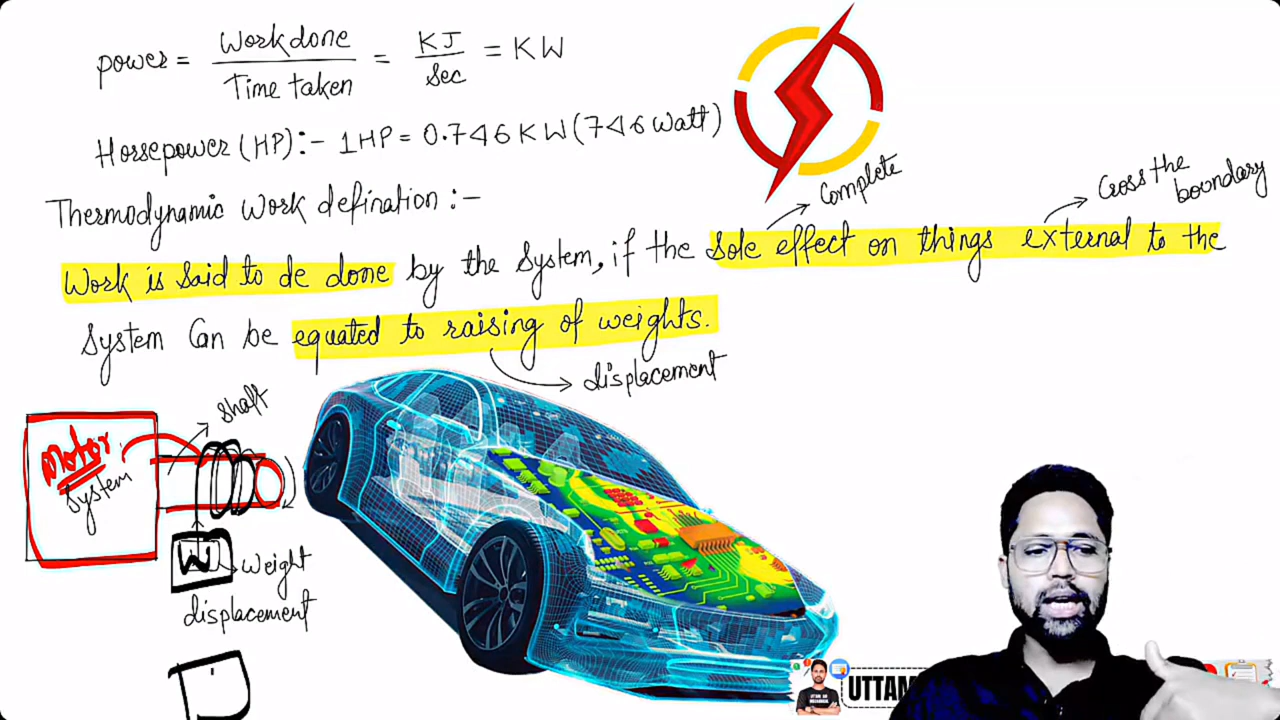 power = Workdone / Time taken = KJ / Sec = KW
Horsepower (HP):- 1HP = 0.746 KW (746 Watt)
Complete
Cross the boundary
Thermodynamic Work defination :-
Work is Said to de done by the System, if the Sole effect on things external to the
System Can be equated to raising of weights.
displacement
Shaft
Motor
System
W
Weight
displacement
UTTAM